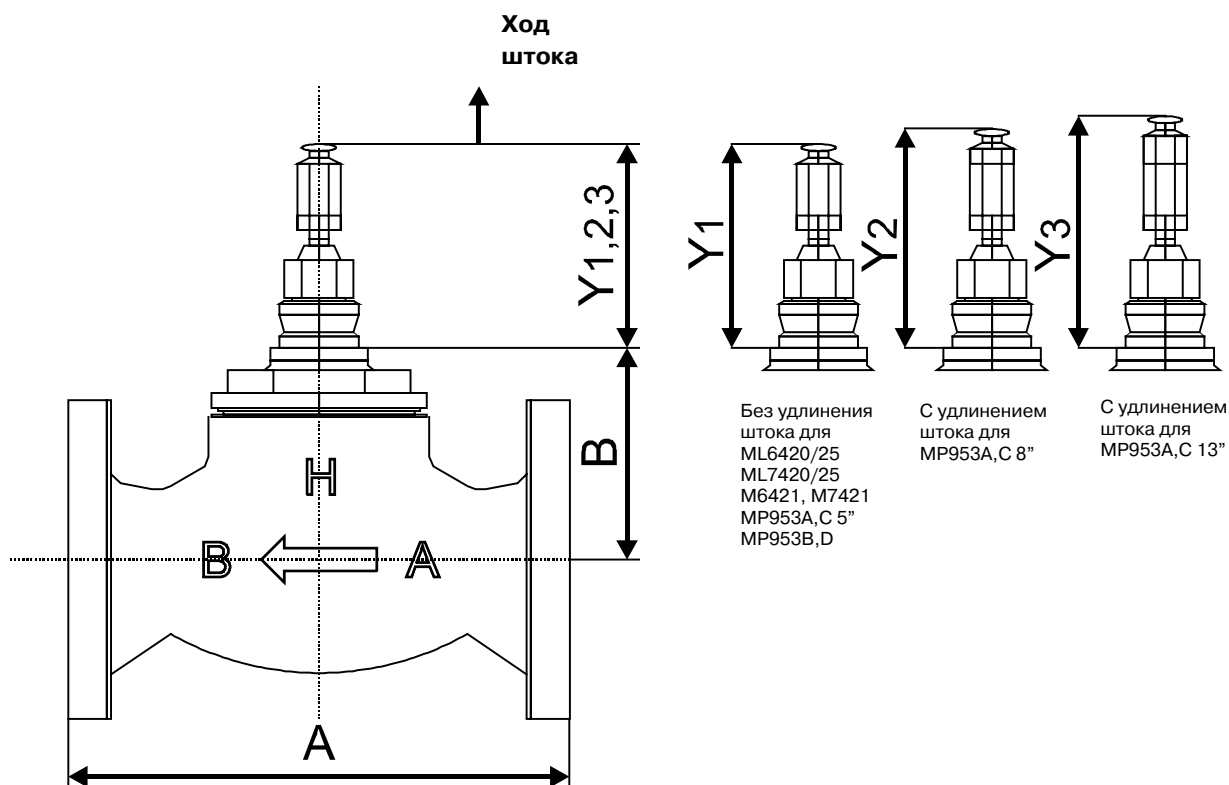 Ход
штока
Y1,2,3
B
H
B
A
A
Y1
Y2
Y3
Без удлинения
штока для
ML6420/25
ML7420/25
M6421, M7421
MP953A,C 5”
MP953B,D
С удлинением
штока для
MP953A,C 8”
С удлинением
штока для
MP953A,C 13”